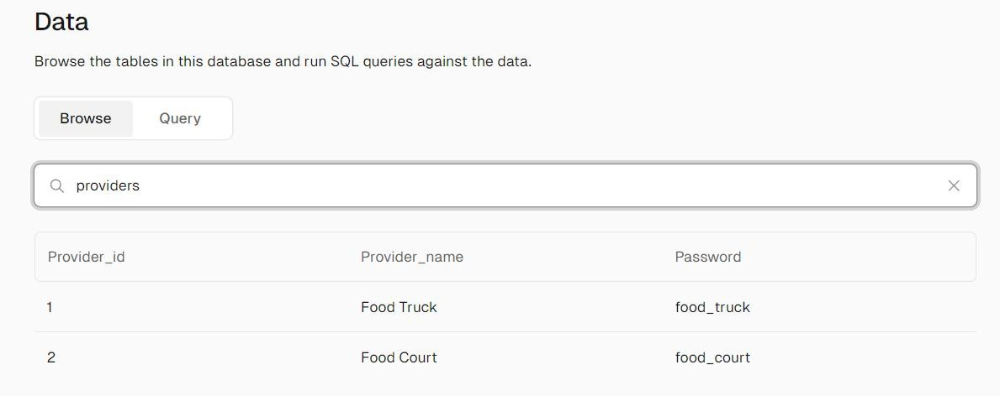 Data
Browse the tables in this database and run SQL queries against the data.
Browse Query
providers
Provider_id Provider_name Password
1 Food Truck food_truck
2 Food Court food_court